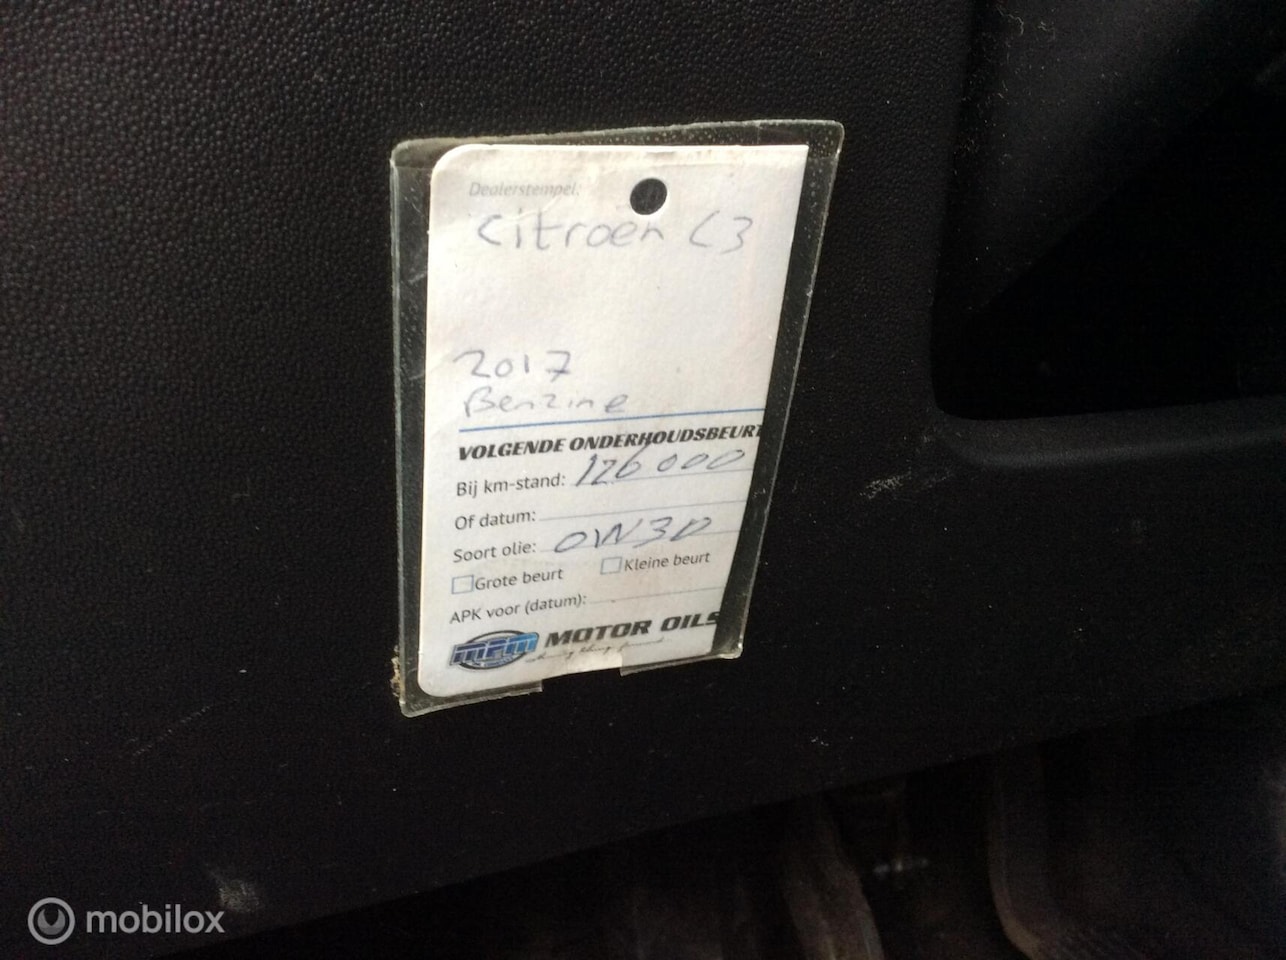 Dealerstempel:
Citroen C3
2017
Benzine
VOLGENDE ONDERHOUDSBEURT
Bij km-stand: 126000
Of datum:
Soort olie: 0W30
Grote beurt Kleine beurt
APK voor (datum):
mpm MOTOR OILS
mobilox